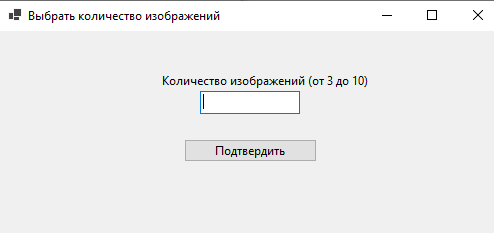 Выбрать количество изображений
Количество изображений (от 3 до 10)
Подтвердить